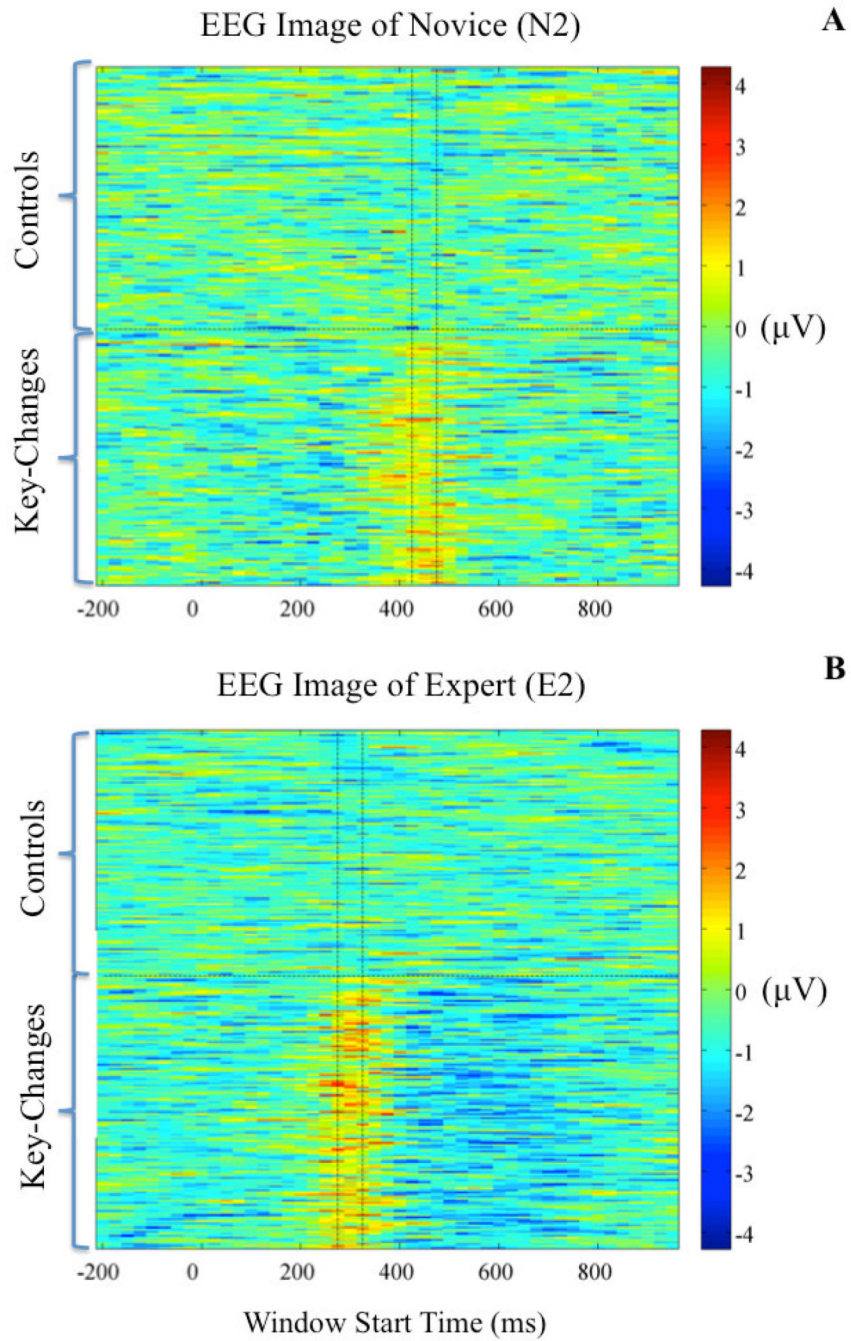 EEG Image of Novice (N2)
A
Controls
Key-Changes
4
3
2
1
0
-1
-2
-3
-4
(μV)
-200 0 200 400 600 800
EEG Image of Expert (E2)
B
Controls
Key-Changes
4
3
2
1
0
-1
-2
-3
-4
(μV)
-200 0 200 400 600 800
Window Start Time (ms)